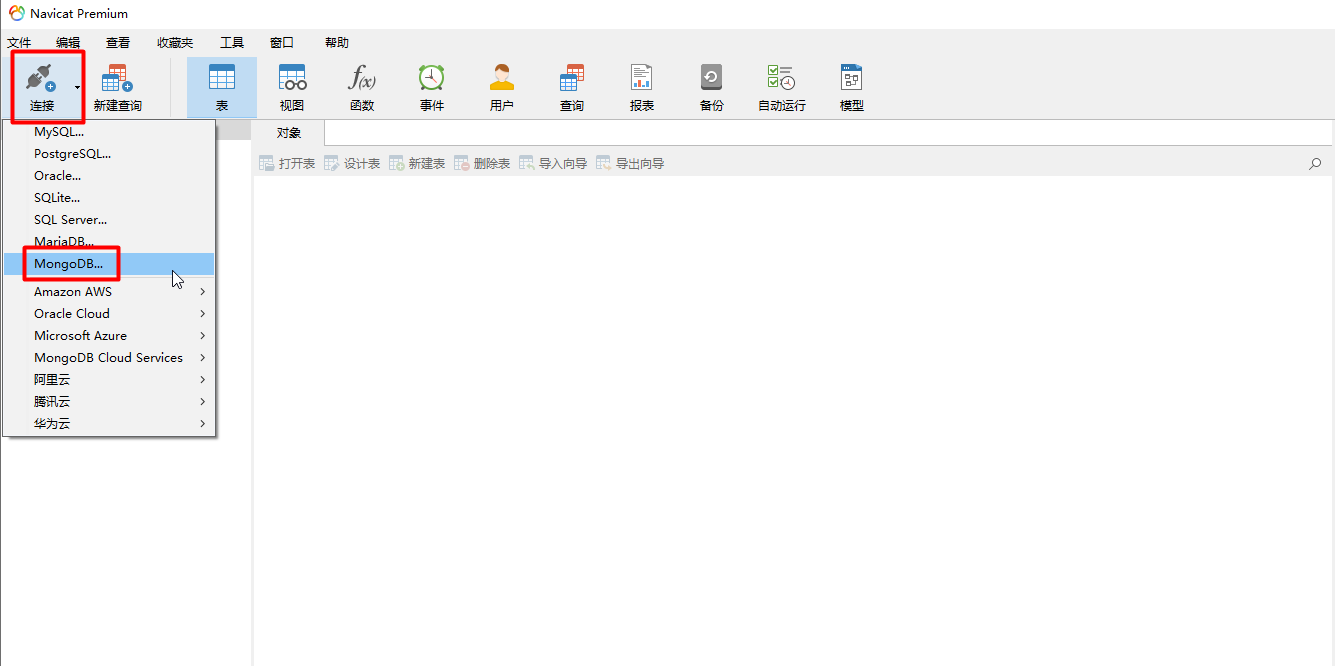 Navicat Premium
文件 编辑 查看 收藏夹 工具 窗口 帮助
连接 新建查询 表 视图 函数 事件 用户 查询 报表 备份 自动运行 模型
对象
打开表 设计表 新建表 删除表 导入向导 导出向导
MySQL...
PostgreSQL...
Oracle...
SQLite...
SQL Server...
MariaDB...
MongoDB...
Amazon AWS
Oracle Cloud
Microsoft Azure
MongoDB Cloud Services
阿里云
腾讯云
华为云